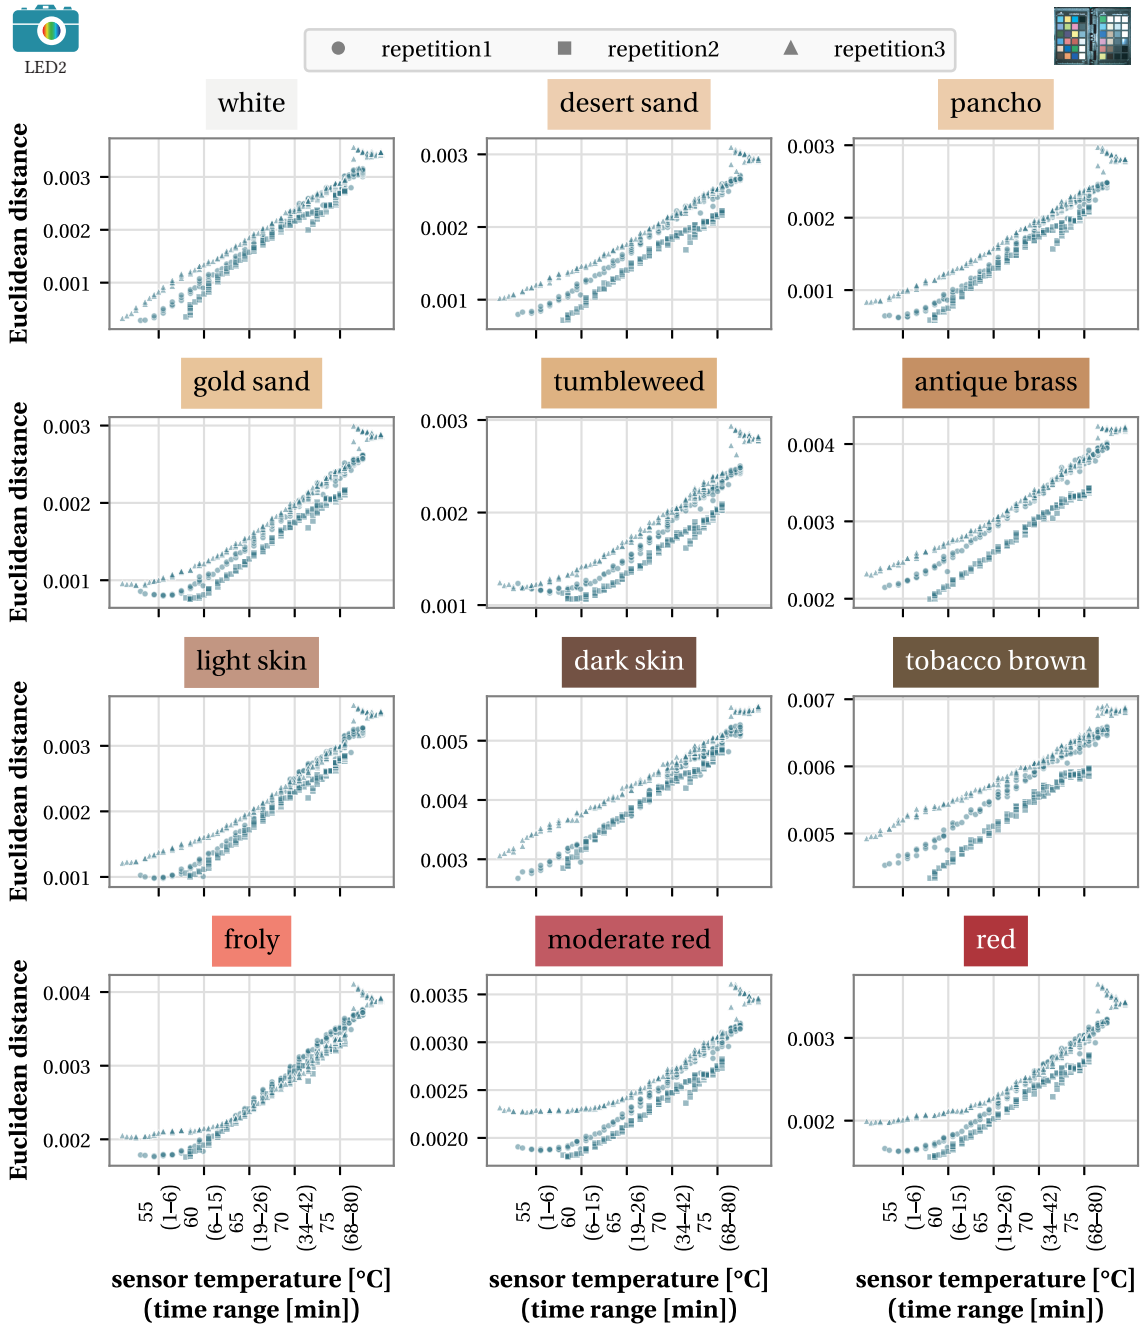 LED2
repetition1 repetition2 repetition3
white desert sand pancho
Euclidean distance
0.003 0.003 0.003
0.002 0.002 0.002
0.001 0.001 0.001
gold sand tumbleweed antique brass
Euclidean distance
0.003 0.003 0.004
0.002 0.002 0.003
0.001 0.001 0.002
light skin dark skin tobacco brown
Euclidean distance
0.003 0.005 0.007
0.002 0.004 0.006
0.001 0.003 0.005
froly moderate red red
Euclidean distance
0.004 0.0035 0.003
0.003 0.0030 0.002
0.002 0.0025
0.0020
55 (1–6) 60 (6–15) 65 (19–26) 70 (34–42) 75 (68–80)
55 (1–6) 60 (6–15) 65 (19–26) 70 (34–42) 75 (68–80)
55 (1–6) 60 (6–15) 65 (19–26) 70 (34–42) 75 (68–80)
sensor temperature [°C] sensor temperature [°C] sensor temperature [°C]
(time range [min]) (time range [min]) (time range [min])